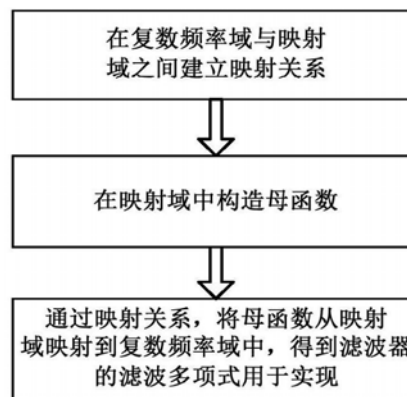 在复数频率域与映射
域之间建立映射关系
在映射域中构造母函数
通过映射关系，将母函数从映射
域映射到复数频率域中，得到滤波器
的滤波多项式用于实现